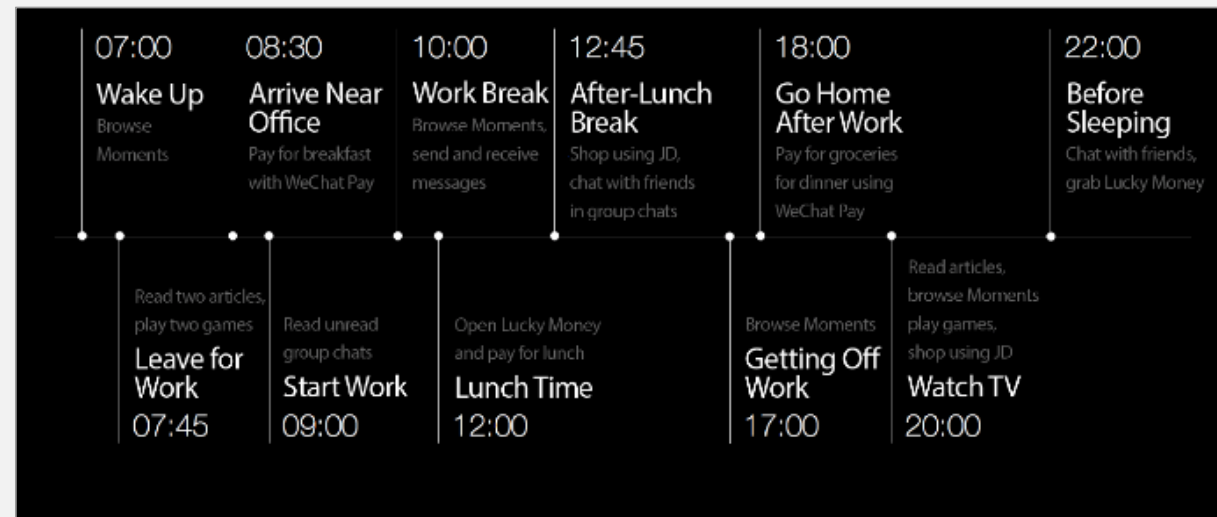 07:00
Wake Up
Browse
Moments
08:30
Arrive Near
Office
Pay for breakfast
with WeChat Pay
10:00
Work Break
Browse Moments,
send and receive
messages
12:45
After-Lunch
Break
Shop using JD,
chat with friends
in group chats
18:00
Go Home
After Work
Pay for groceries
for dinner using
WeChat Pay
22:00
Before
Sleeping
Chat with friends,
grab Lucky Money
Read two articles,
play two games
Leave for
Work
07:45
Read unread
group chats
Start Work
09:00
Open Lucky Money
and pay for lunch
Lunch Time
12:00
Browse Moments
Getting Off
Work
17:00
Read articles,
browse Moments
play games,
shop using JD
Watch TV
20:00